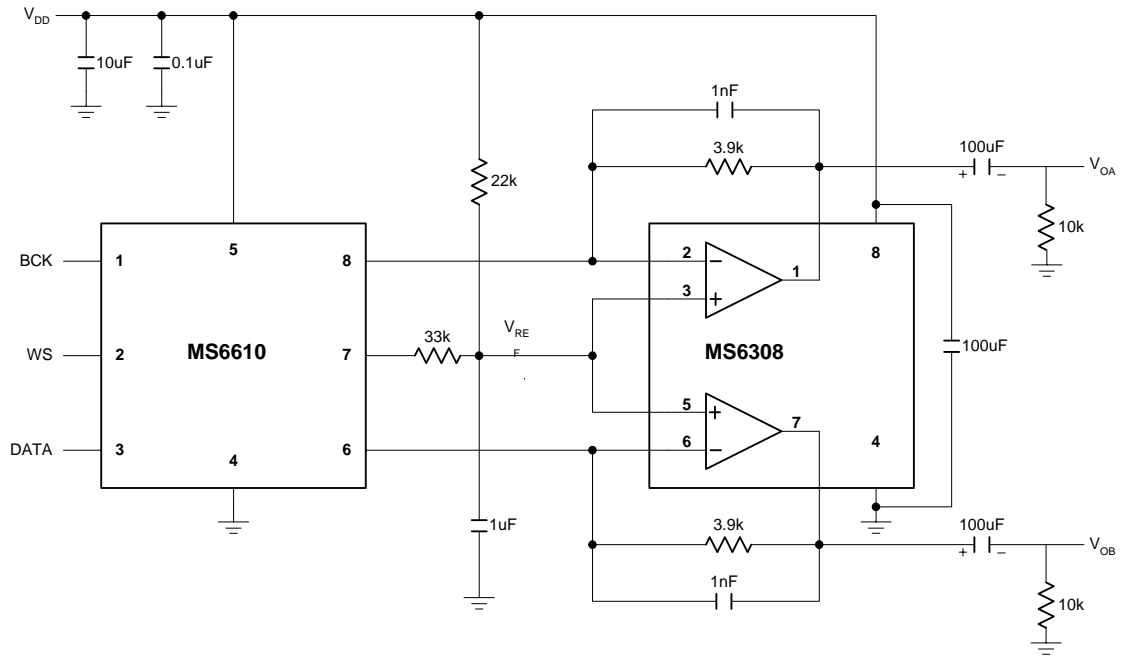 VDD
10uF
0.1uF
1nF
3.9k
100uF
+
−
VOA
22k
10k
5
8
BCK
1
8
2
−
1
3
+
33k
VRE
F
WS
2
MS6610
7
MS6308
100uF
5
+
7
DATA
3
4
6
6
−
4
1uF
3.9k
100uF
+
−
VOB
1nF
10k